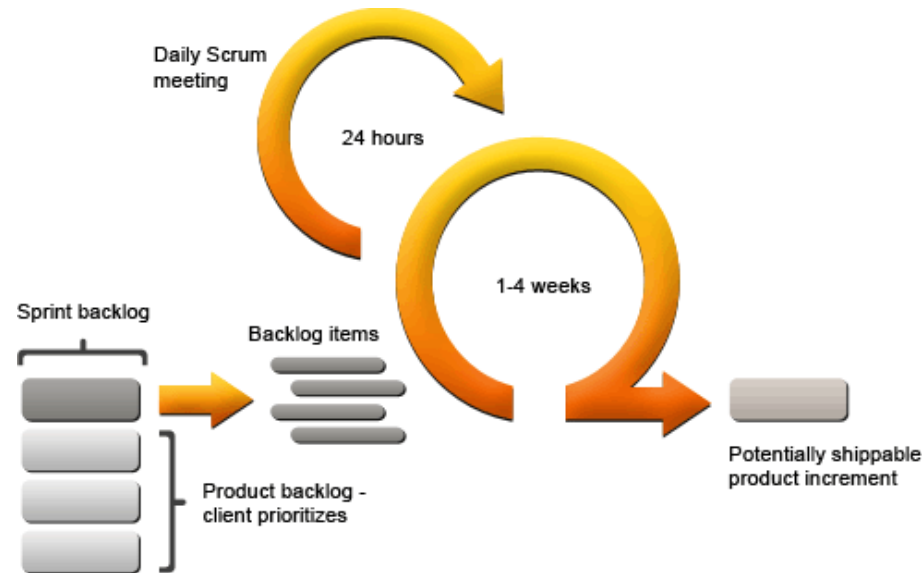 Daily Scrum
meeting
24 hours
1-4 weeks
Sprint backlog
Backlog items
Product backlog -
client prioritizes
Potentially shippable
product increment